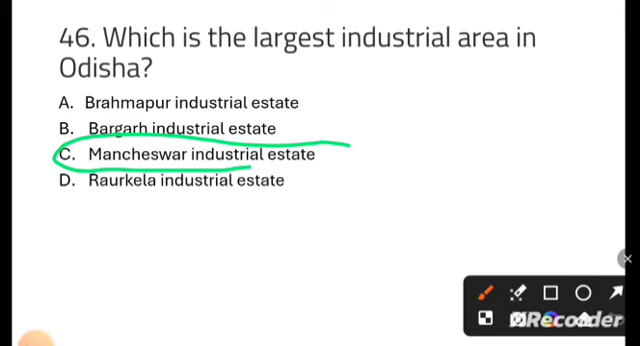 46. Which is the largest industrial area in
Odisha?
A. Brahmapur industrial estate
B. Bargarh industrial estate
C. Mancheswar industrial estate
D. Raurkela industrial estate
XRecorder